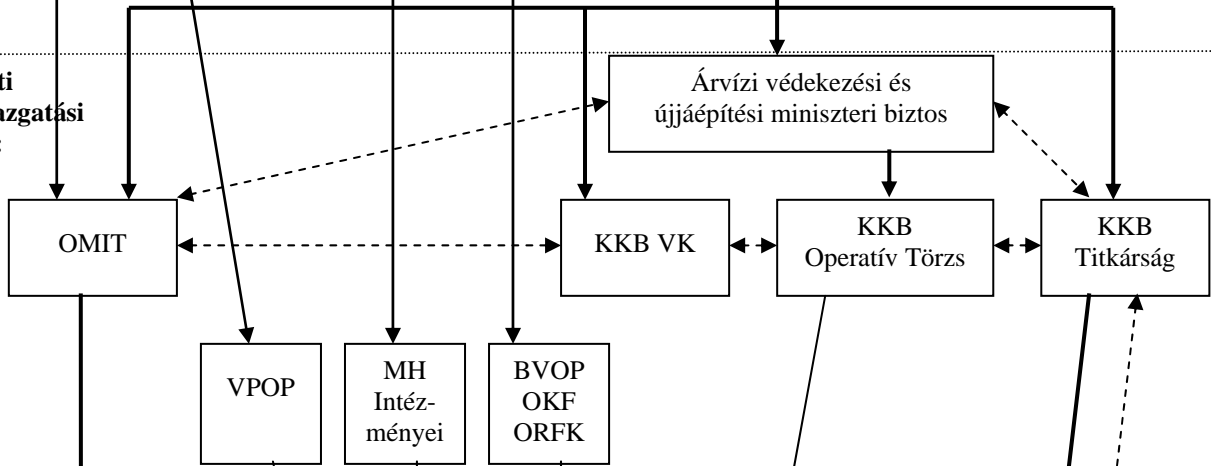 Árvízi védekezési és
újjáépítési miniszteri biztos
OMIT
KKB VK
KKB
Operatív Törzs
KKB
Titkárság
VPOP
MH
Intéz-
ményei
BVOP
OKF
ORFK